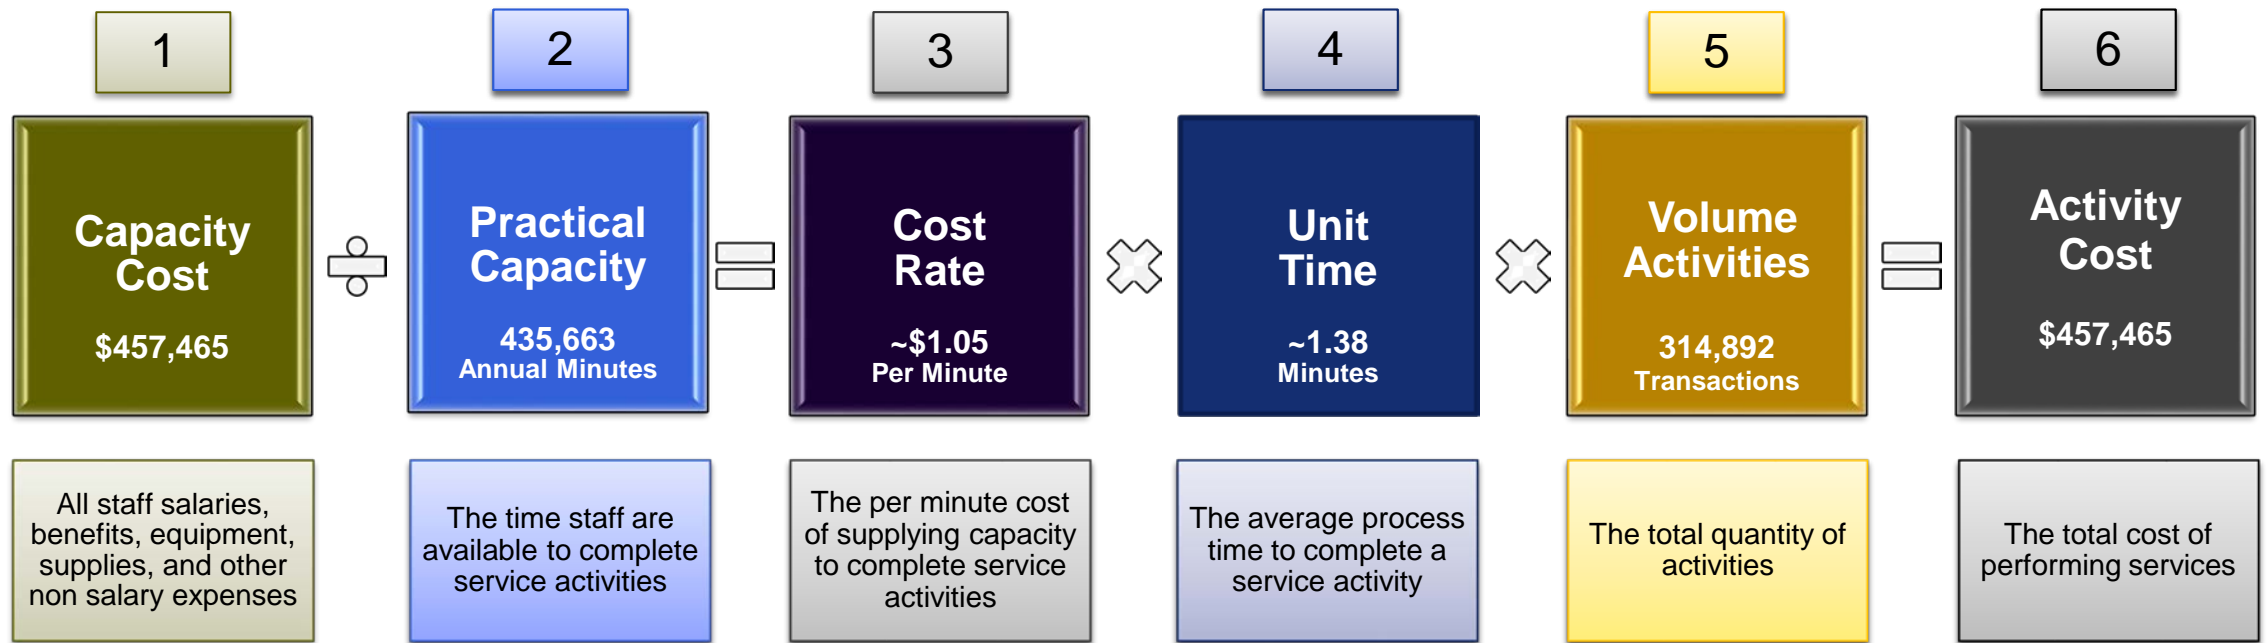 1
2
3
4
5
6
Capacity
Cost
$457,465
Practical
Capacity
435,663
Annual Minutes
Cost
Rate
~$1.05
Per Minute
Unit
Time
~1.38
Minutes
Volume
Activities
314,892
Transactions
Activity
Cost
$457,465
All staff salaries,
benefits, equipment,
supplies, and other
non salary expenses
The time staff are
available to complete
service activities
The per minute cost
of supplying capacity
to complete service
activities
The average process
time to complete a
service activity
The total quantity of
activities
The total cost of
performing services